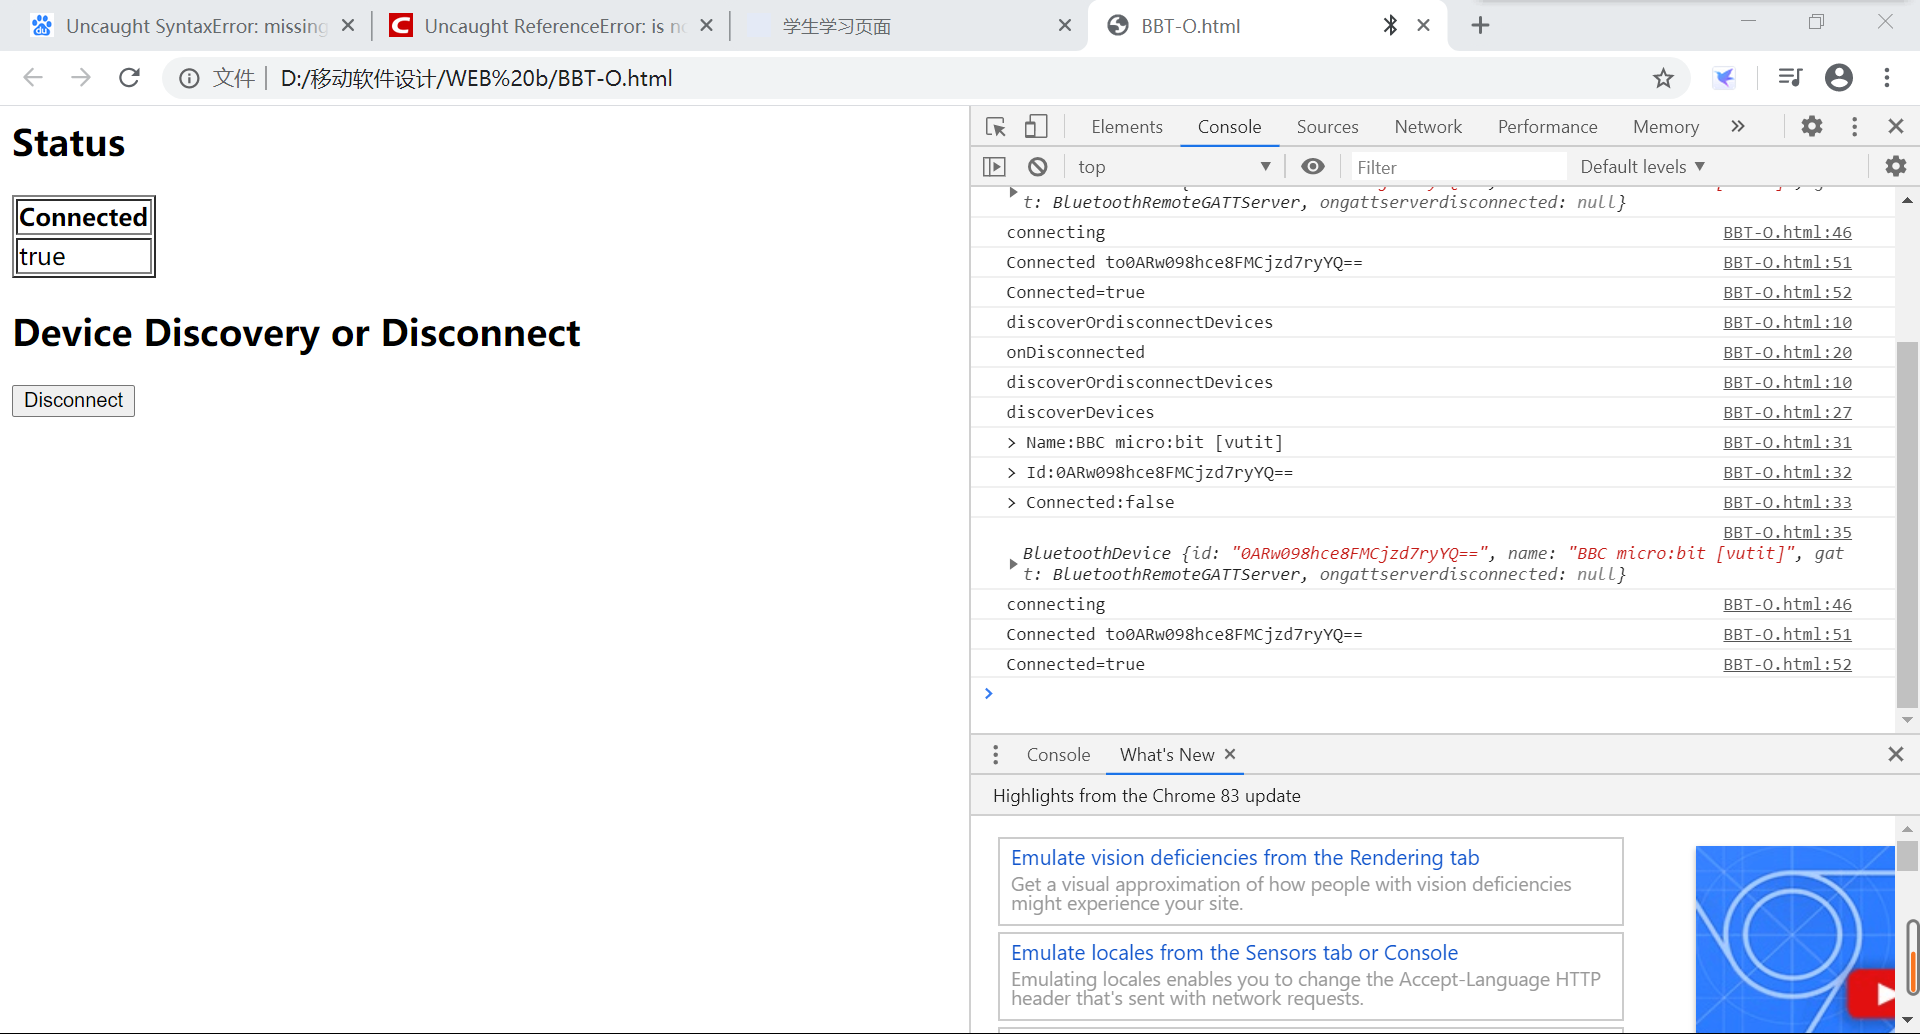 Uncaught SyntaxError: missing
Uncaught ReferenceError: is no
学生学习页面
BBT-O.html
文件
D:/移动软件设计/WEB%20b/BBT-O.html
Status
Connected
true
Device Discovery or Disconnect
Disconnect
Elements Console Sources Network Performance Memory »
top Filter Default levels
t: BluetoothRemoteGATTServer, ongattserverdisconnected: null}
connecting BBT-O.html:46
Connected to0ARw098hce8FMCjzd7ryYQ== BBT-O.html:51
Connected=true BBT-O.html:52
discoverOrdisconnectDevices BBT-O.html:10
onDisconnected BBT-O.html:20
discoverOrdisconnectDevices BBT-O.html:10
discoverDevices BBT-O.html:27
> Name:BBC micro:bit [vutit] BBT-O.html:31
> Id:0ARw098hce8FMCjzd7ryYQ== BBT-O.html:32
> Connected:false BBT-O.html:33
BBT-O.html:35
BluetoothDevice {id: "0ARw098hce8FMCjzd7ryYQ==", name: "BBC micro:bit [vutit]", gat
t: BluetoothRemoteGATTServer, ongattserverdisconnected: null}
connecting BBT-O.html:46
Connected to0ARw098hce8FMCjzd7ryYQ== BBT-O.html:51
Connected=true BBT-O.html:52
>
Console What's New
Highlights from the Chrome 83 update
Emulate vision deficiencies from the Rendering tab
Get a visual approximation of how people with vision deficiencies
might experience your site.
Emulate locales from the Sensors tab or Console
Emulating locales enables you to change the Accept-Language HTTP
header that's sent with network requests.